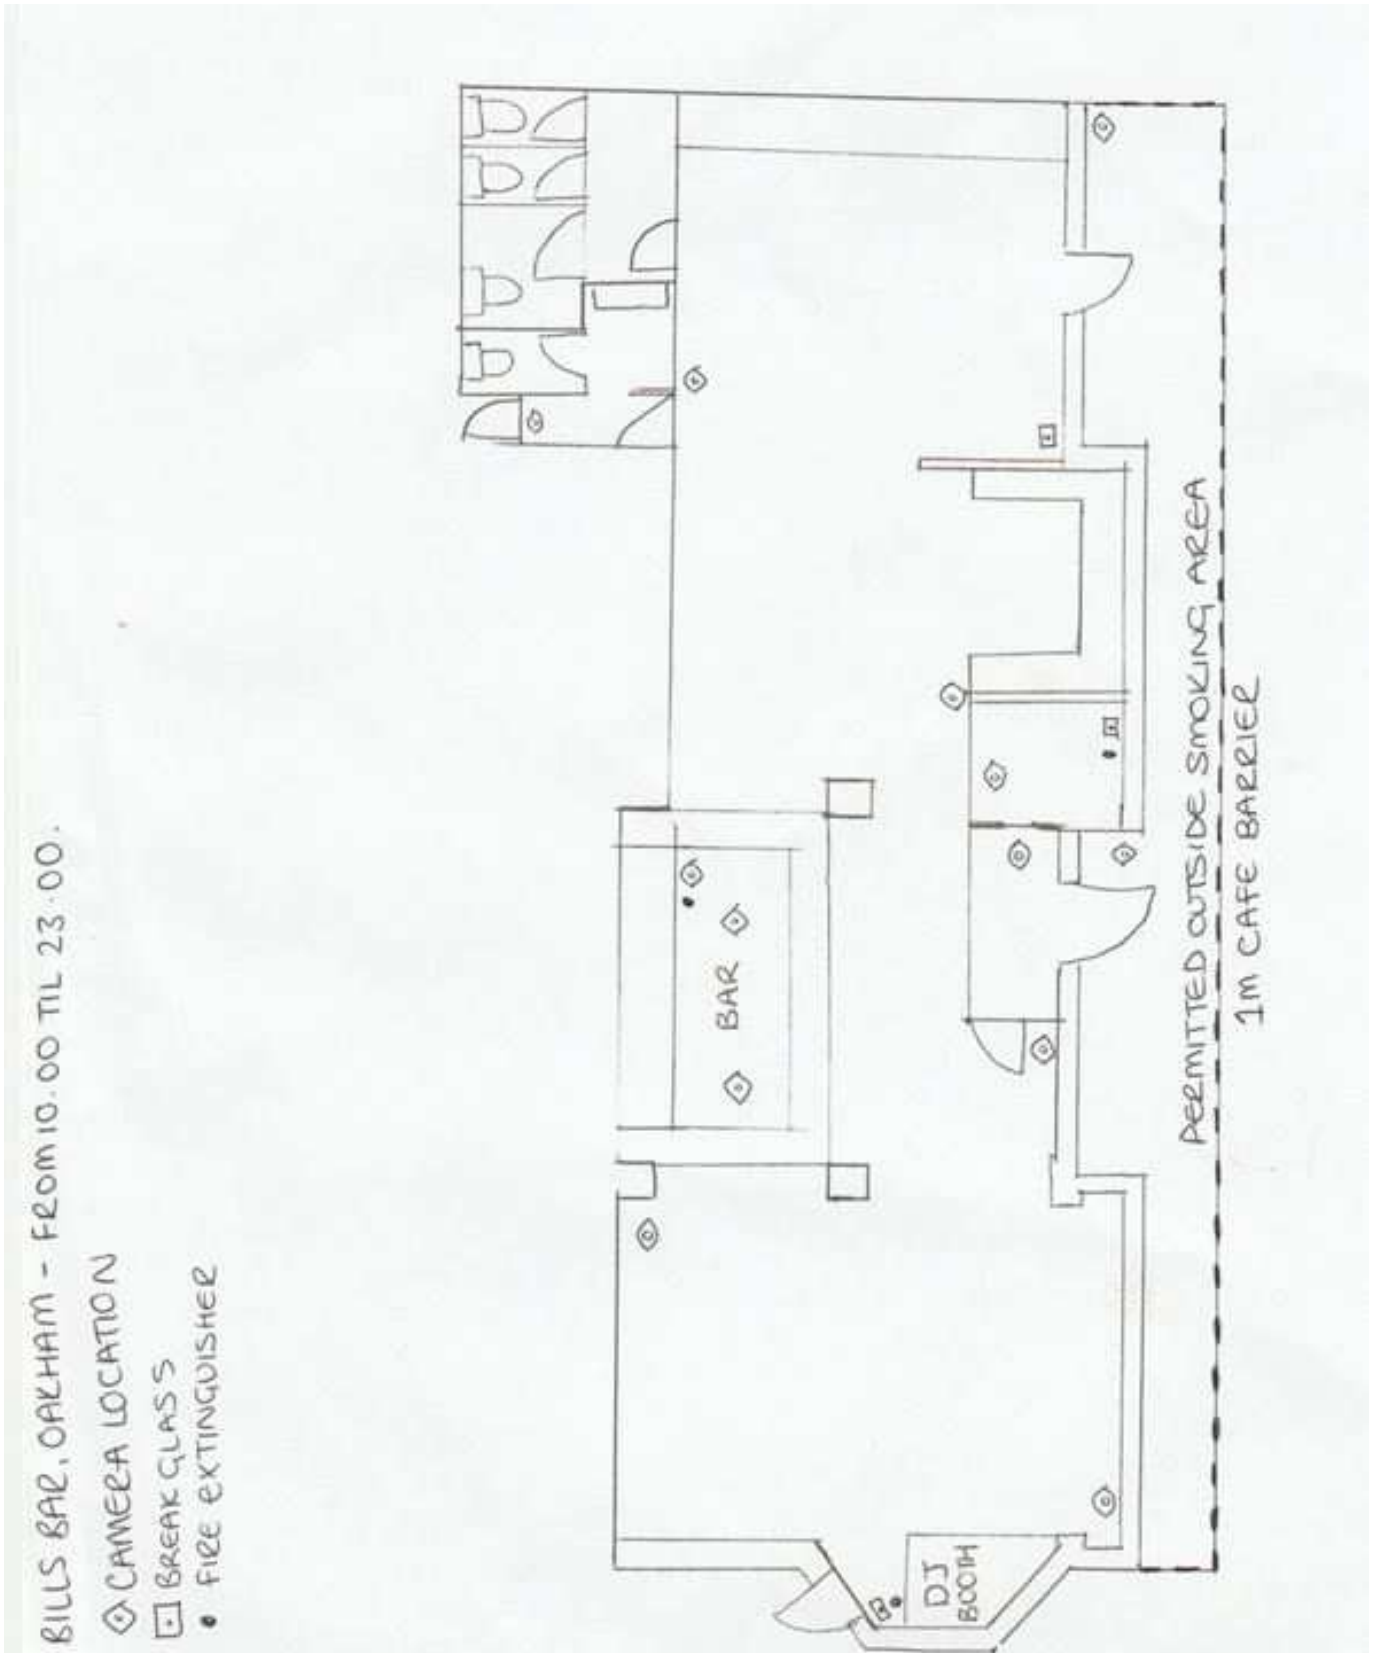 BILLS BAR, OAKHAM - FROM 10.00 TIL 23.00.
CAMERA LOCATION
BREAK GLASS
FIRE EXTINGUISHER
BAR
DJ
BOOTH
PERMITTED OUTSIDE SMOKING AREA
1M CAFE BARRIER